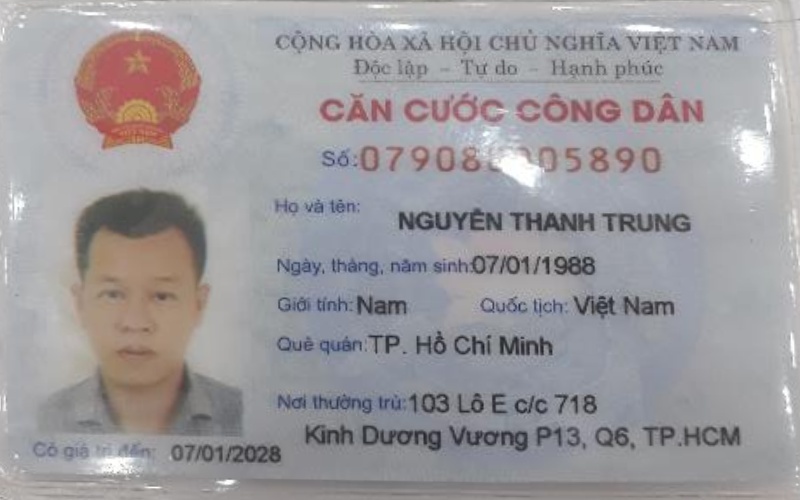 CỘNG HÒA XÃ HỘI CHỦ NGHĨA VIỆT NAM
Độc lập – Tự do – Hạnh phúc
CĂN CƯỚC CÔNG DÂN
Số:
Họ và tên:
NGUYỄN THANH TRUNG
Ngày, tháng, năm sinh:07/01/1988
Giới tính: Nam Quốc tịch: Việt Nam
Quê quán: TP. Hồ Chí Minh
Nơi thường trú: 103 Lô E c/c 718
Kinh Dương Vương P13, Q6, TP.HCM
Có giá trị đến: 07/01/2028